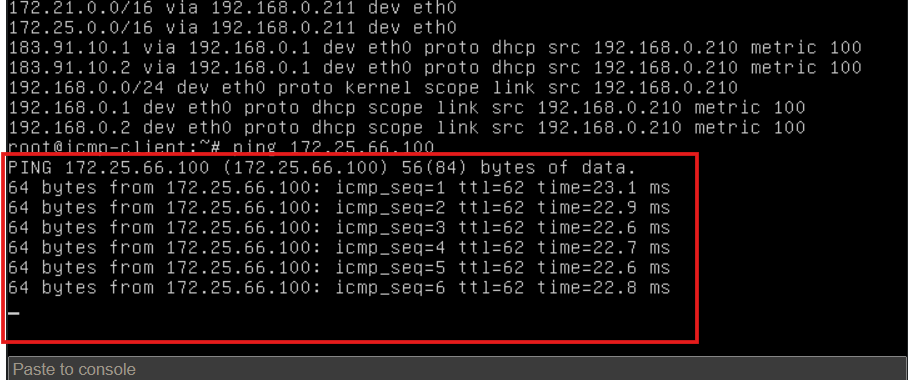 172.21.0.0/16 via 192.168.0.211 dev eth0
172.25.0.0/16 via 192.168.0.211 dev eth0
183.91.10.1 via 192.168.0.1 dev eth0 proto dhcp src 192.168.0.210 metric 100
183.91.10.2 via 192.168.0.1 dev eth0 proto dhcp src 192.168.0.210 metric 100
192.168.0.0/24 dev eth0 proto kernel scope link src 192.168.0.210
192.168.0.1 dev eth0 proto dhcp scope link src 192.168.0.210 metric 100
192.168.0.2 dev eth0 proto dhcp scope link src 192.168.0.210 metric 100
root@icmp-client:~# ping 172.25.66.100
PING 172.25.66.100 (172.25.66.100) 56(84) bytes of data.
64 bytes from 172.25.66.100: icmp_seq=1 ttl=62 time=23.1 ms
64 bytes from 172.25.66.100: icmp_seq=2 ttl=62 time=22.9 ms
64 bytes from 172.25.66.100: icmp_seq=3 ttl=62 time=22.6 ms
64 bytes from 172.25.66.100: icmp_seq=4 ttl=62 time=22.7 ms
64 bytes from 172.25.66.100: icmp_seq=5 ttl=62 time=22.6 ms
64 bytes from 172.25.66.100: icmp_seq=6 ttl=62 time=22.8 ms
Paste to console